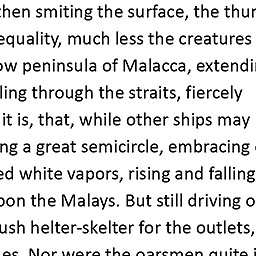 then smiting the surface, the thun
equality, much less the creatures
ow peninsula of Malacca, extendi
ling through the straits, fiercely
it is, that, while other ships may
ng a great semicircle, embracing
ed white vapors, rising and falling
pon the Malays. But still driving o
ush helter-skelter for the outlets,
es. Nor were the oarsmen quite i